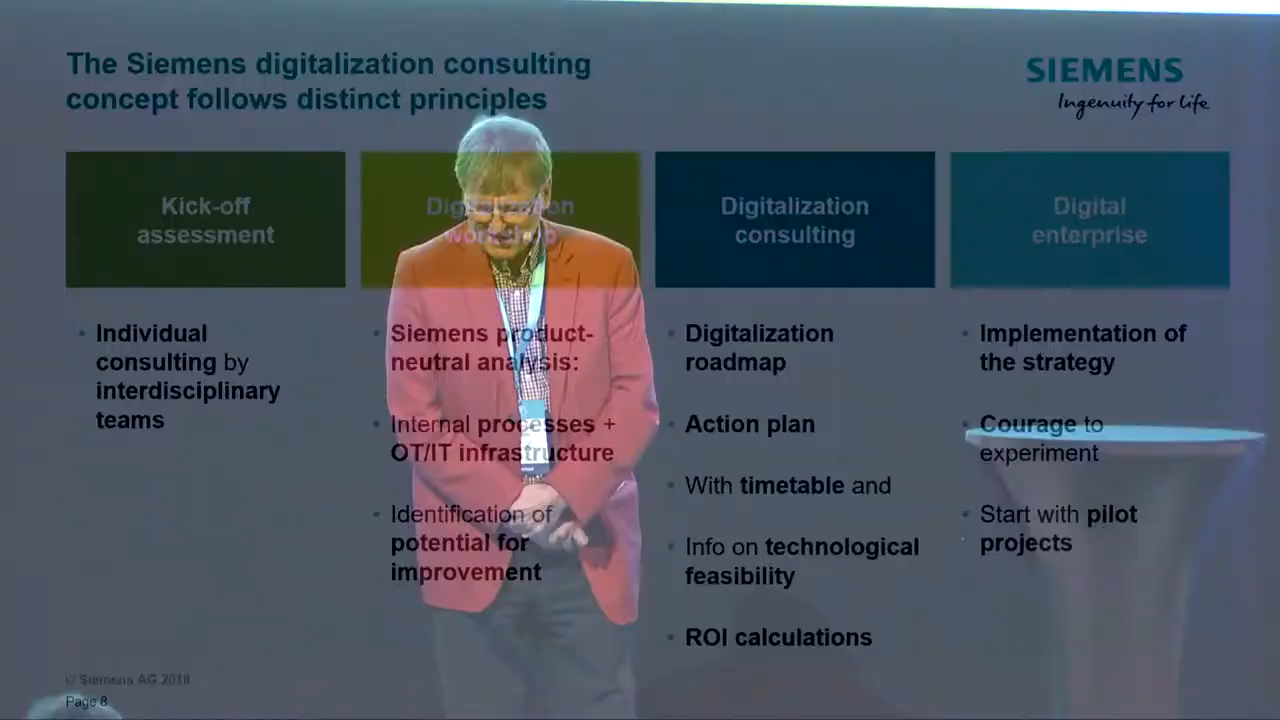 The Siemens digitalization consulting
concept follows distinct principles
SIEMENS
Ingenuity for life
Kick-off
assessment
Digitalization
workshop
Digitalization
consulting
Digital
enterprise
• Individual
consulting by
interdisciplinary
teams
• Siemens product-
neutral analysis:
• Internal processes +
OT/IT infrastructure
• Identification of
potential for
improvement
• Digitalization
roadmap
• Action plan
• With timetable and
• Info on technological
feasibility
• ROI calculations
• Implementation of
the strategy
• Courage to
experiment
• Start with pilot
projects
© Siemens AG 2019
Page 8